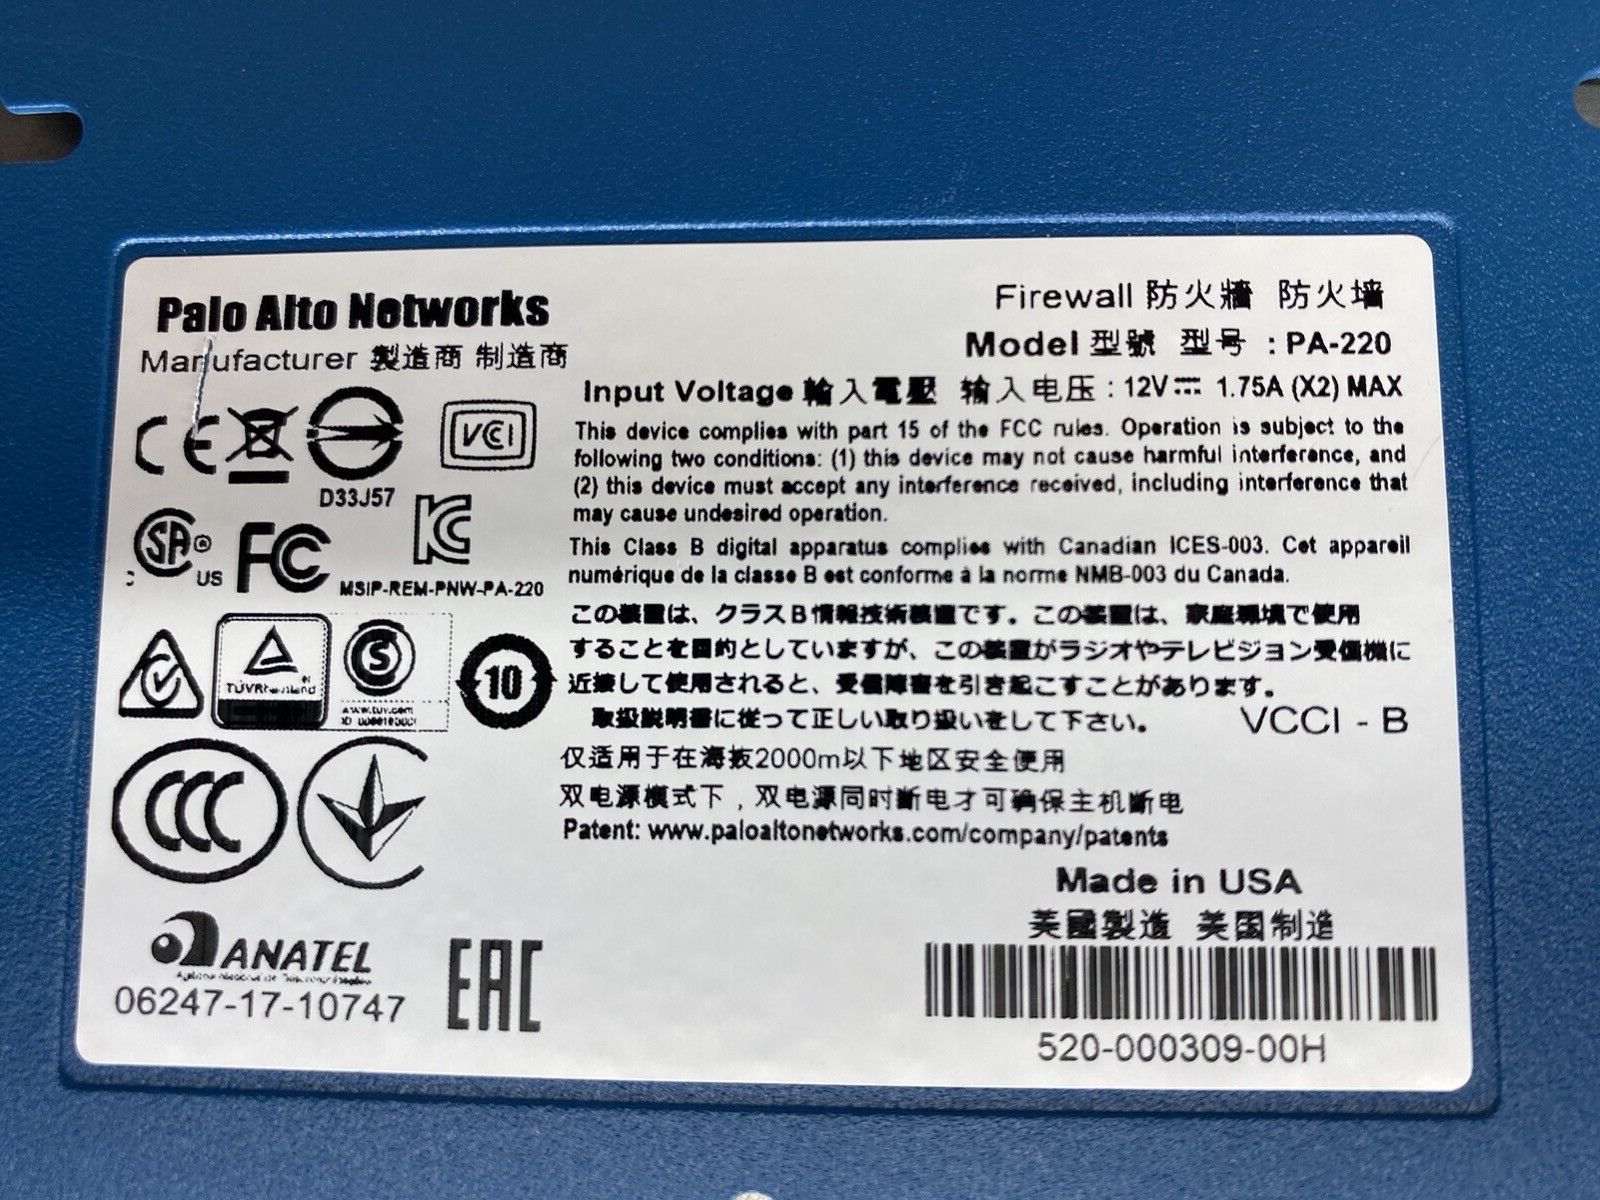 Palo Alto Networks
Manufacturer 製造商 制造商
Firewall 防火牆 防火墙
Model 型號 型号 : PA-220
Input Voltage 輸入電壓 输入电压 : 12V⎓ 1.75A (X2) MAX
CE
D33J57
VCI
This device complies with part 15 of the FCC rules. Operation is subject to the
following two conditions: (1) this device may not cause harmful interference, and
(2) this device must accept any interference received, including interference that
may cause undesired operation.
This Class B digital apparatus complies with Canadian ICES-003. Cet appareil
numérique de la classe B est conforme à la norme NMB-003 du Canada.
SA ® US
FC
KC
MSIP-REM-PNW-PA-220
この装置は、クラスB情報技術装置です。この装置は、家庭環境で使用
することを目的としていますが、この装置がラジオやテレビジョン受信機に
近接して使用されると、受信障害を引き起こすことがあります。
取扱説明書に従って正しい取り扱いをして下さい。 VCCI - B
TÜVRheinland
S
www.tuv.com
10
仅适用于在海拔2000m以下地区安全使用
双电源模式下，双电源同时断电才可确保主机断电
Patent: www.paloaltonetworks.com/company/patents
CCC
Made in USA
美國製造 美国制造
520-000309-00H
ANATEL
06247-17-10747
EAC